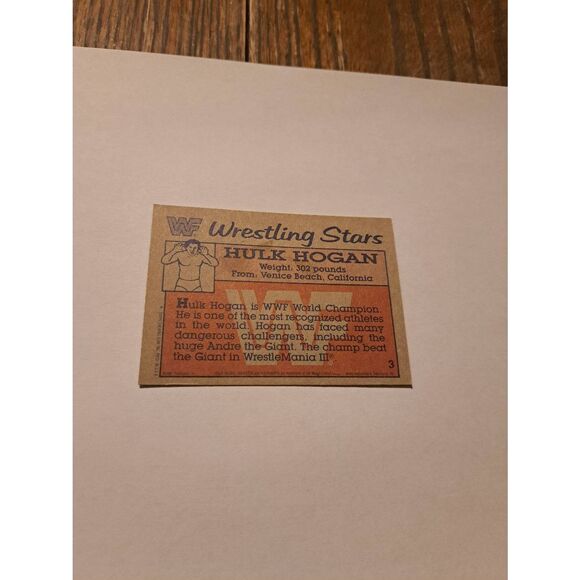 WF Wrestling Stars
HULK HOGAN
Weight: 302 pounds
From: Venice Beach, California
Hulk Hogan is WWF World Champion.
He is one of the most recognized athletes
in the world. Hogan has faced many
dangerous challengers, including the
huge Andre the Giant. The champ beat
the Giant in WrestleMania III®.
3